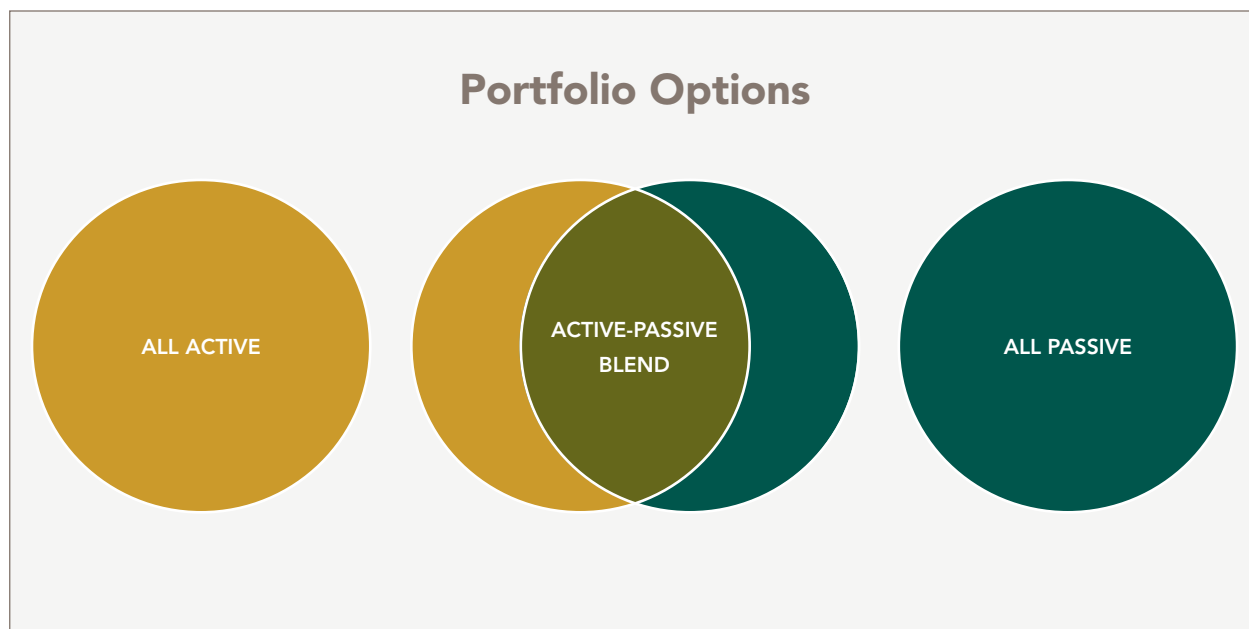 Portfolio Options
ALL ACTIVE
ACTIVE-PASSIVE
BLEND
ALL PASSIVE